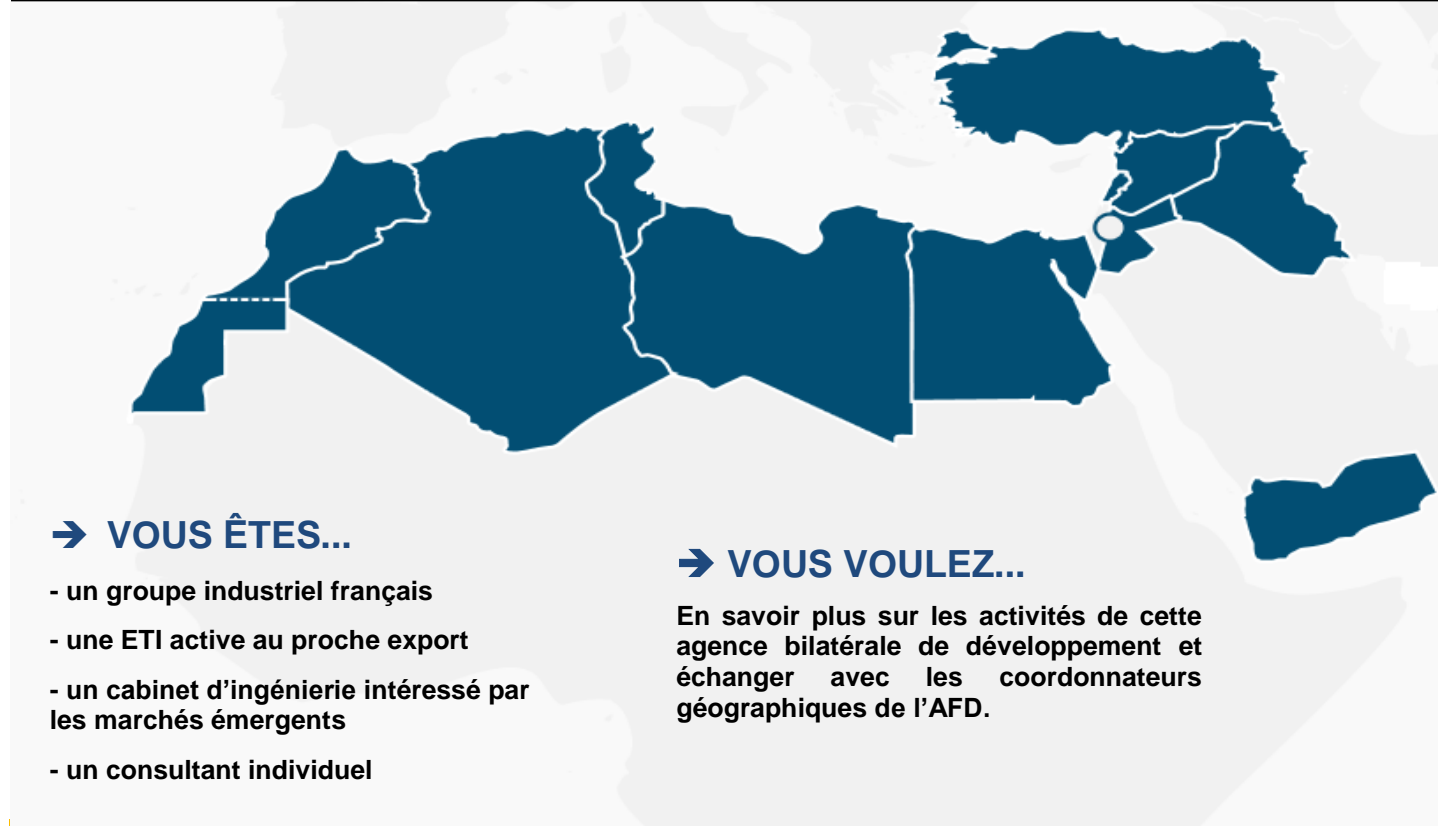 ➔ VOUS ÊTES...
- un groupe industriel français
- une ETI active au proche export
- un cabinet d’ingénierie intéressé par
les marchés émergents
- un consultant individuel
➔ VOUS VOULEZ...
En savoir plus sur les activités de cette
agence bilatérale de développement et
échanger avec les coordonnateurs
géographiques de l’AFD.